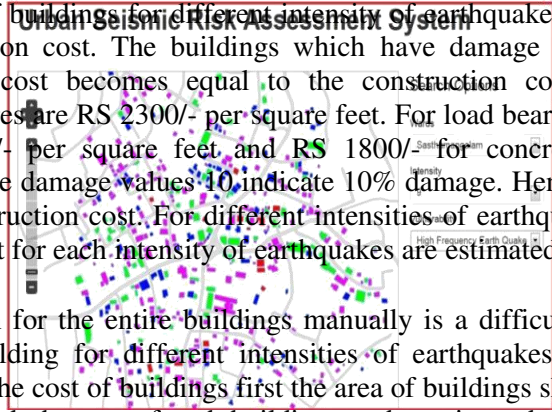 f buildings for different intensity of earthquake
Urban Seismic Risk Assessment System
on cost. The buildings which have damage
cost becomes equal to the construction co
Search Options
es are RS 2300/- per square feet. For load bear
Wards
/- per square feet and RS 1800/- for concr
Intensity
e damage values 10 indicate 10% damage. Her
ruction cost. For different intensities of earthq
High Frequency Earth Quake
t for each intensity of earthquakes are estimated
for the entire buildings manually is a difficu
lding for different intensities of earthquakes
he cost of buildings first the area of buildings s